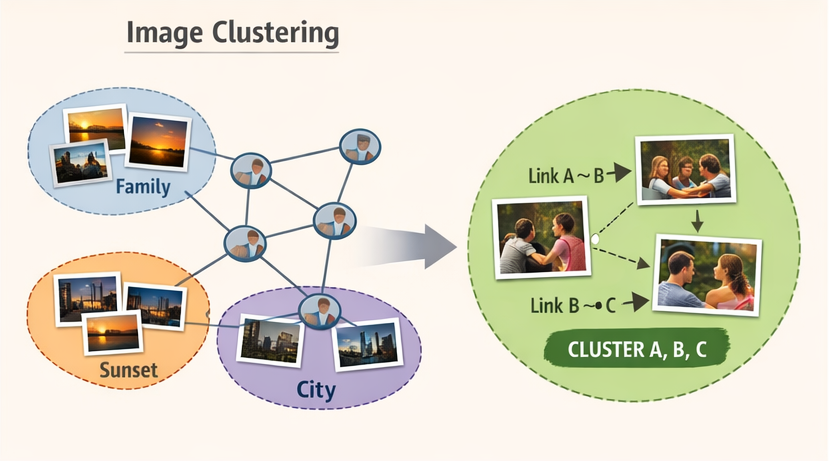 Image Clustering
Family
Sunset
City
Link A ~ B
Link B ~• C
CLUSTER A, B, C